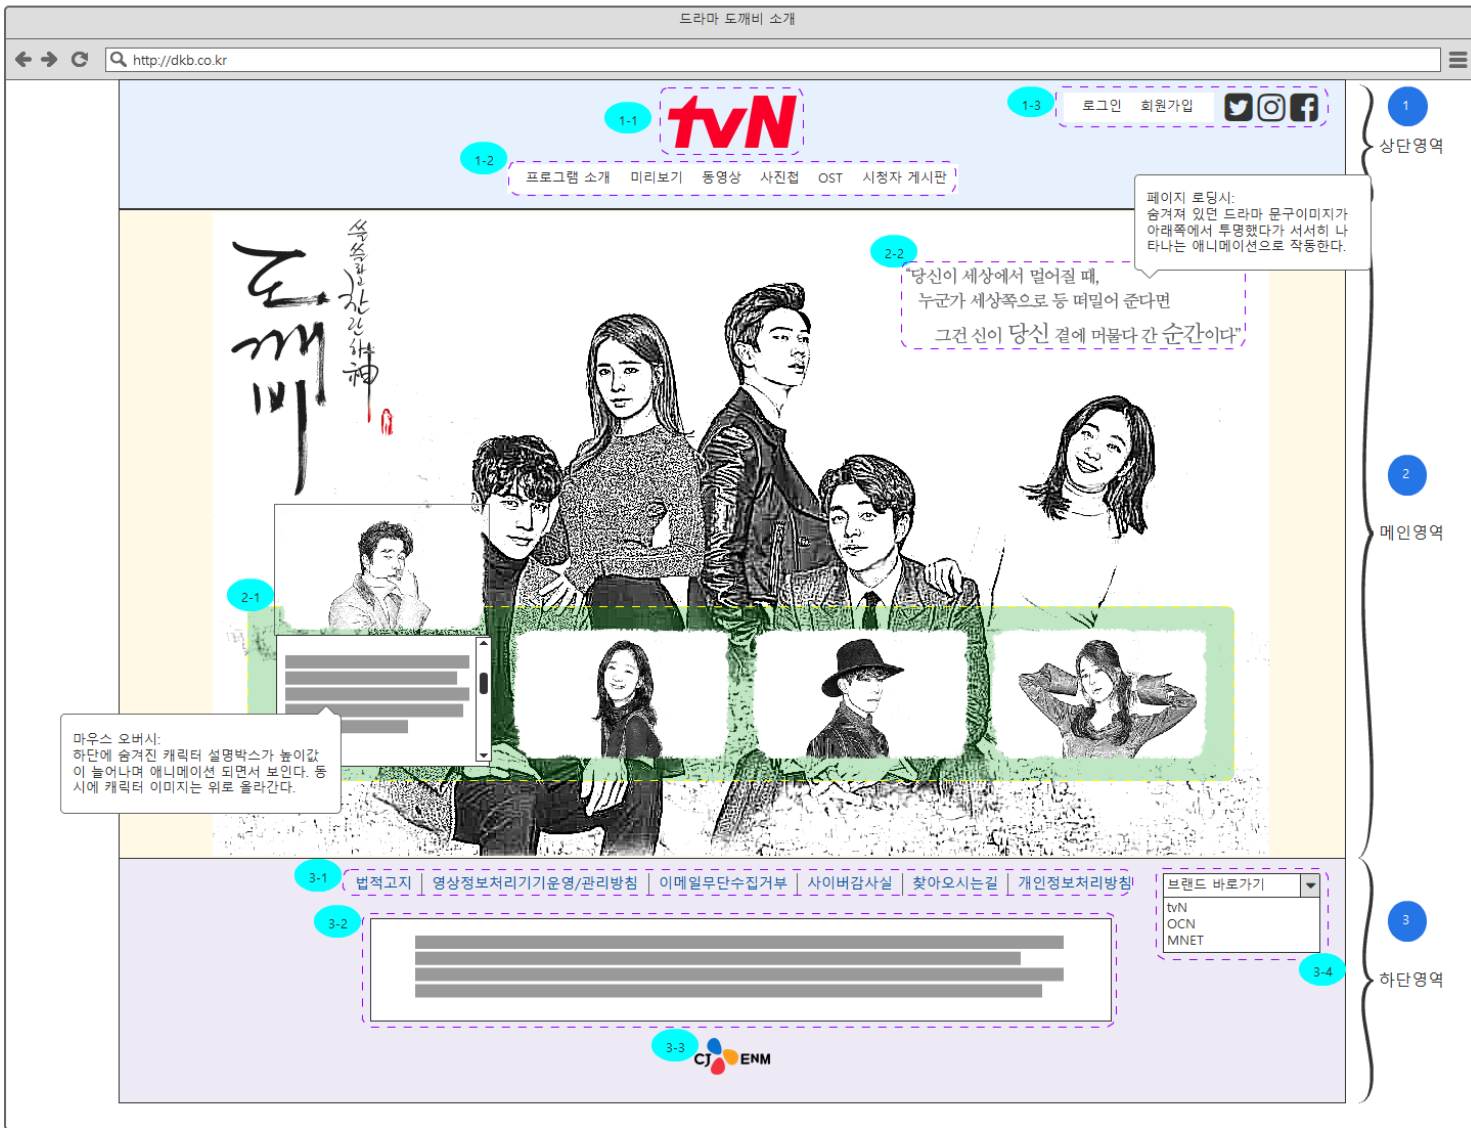 드라마 도깨비 소개
http://dkb.co.kr
1-1
tvN
1-3
로그인 회원가입
1
상단영역
1-2
프로그램 소개 미리보기 동영상 사진첩 OST 시청자 게시판
페이지 로딩시:
숨겨져 있던 드라마 문구이미지가
아래쪽에서 투명했다가 서서히 나
타나는 애니메이션으로 작동한다.
도깨비
쓸쓸하고 찬란하神
2-2
“당신이 세상에서 멀어질 때,
누군가 세상쪽으로 등 떠밀어 준다면
그건 신이 당신 곁에 머물다 간 순간이다”
2
메인영역
2-1
마우스 오버시:
하단에 숨겨진 캐릭터 설명박스가 높이값
이 늘어나며 애니메이션 되면서 보인다. 동
시에 캐릭터 이미지는 위로 올라간다.
3-1
법적고지 | 영상정보처리기기운영/관리방침 | 이메일무단수집거부 | 사이버감사실 | 찾아오시는길 | 개인정보처리방침
브랜드 바로가기
tvN
OCN
MNET
3-2
3
3-4
하단영역
3-3
CJ ENM